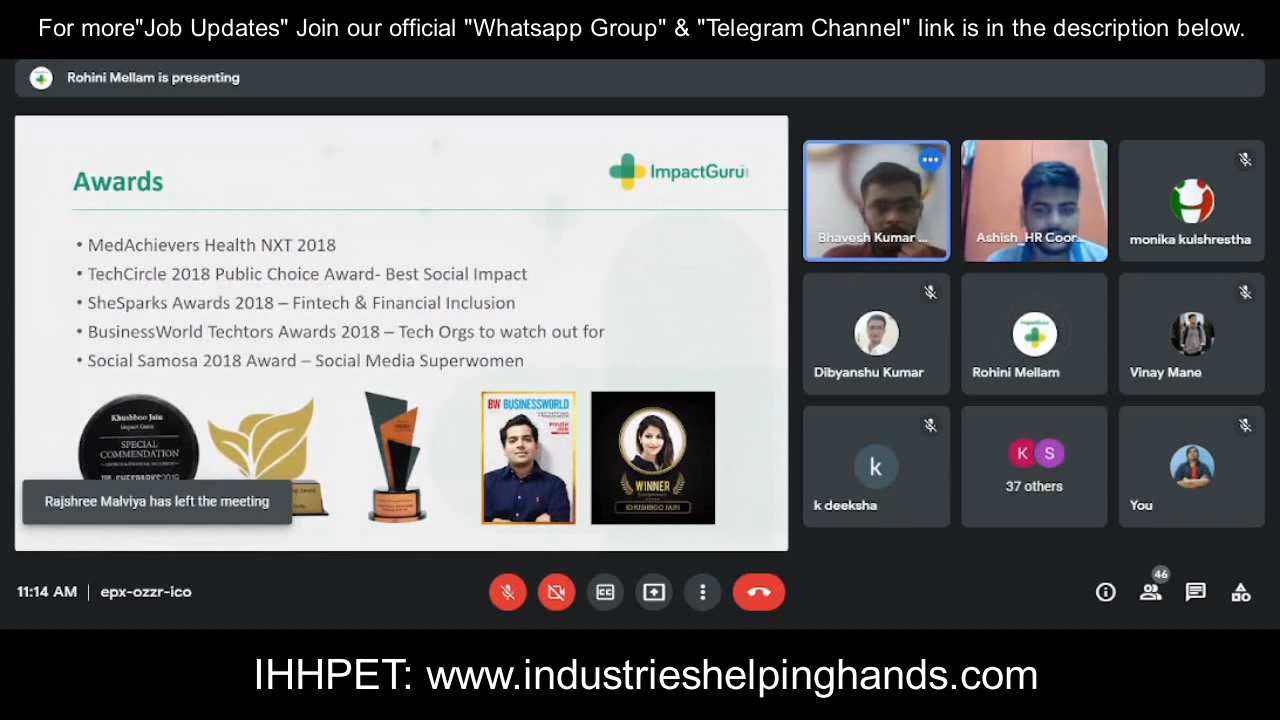 For more"Job Updates" Join our official "Whatsapp Group" & "Telegram Channel" link is in the description below.
Rohini Mellam is presenting
Awards
ImpactGuru
• MedAchievers Health NXT 2018
• TechCircle 2018 Public Choice Award- Best Social Impact
• SheSparks Awards 2018 – Fintech & Financial Inclusion
• BusinessWorld Techtors Awards 2018 – Tech Orgs to watch out for
• Social Samosa 2018 Award – Social Media Superwomen
Khushboo Jain
Impact Guru
SPECIAL
COMMENDATION
BW BUSINESSWORLD
WINNER
KHUSHBOO JAIN
Rajshree Malviya has left the meeting
Bhavesh Kumar ...
Ashish_HR Coor...
monika kulshrestha
Dibyanshu Kumar
Rohini Mellam
Vinay Mane
k
k deeksha
K S
37 others
You
11:14 AM | epx-ozzr-ico
CC
46
IHHPET: www.industrieshelpinghands.com